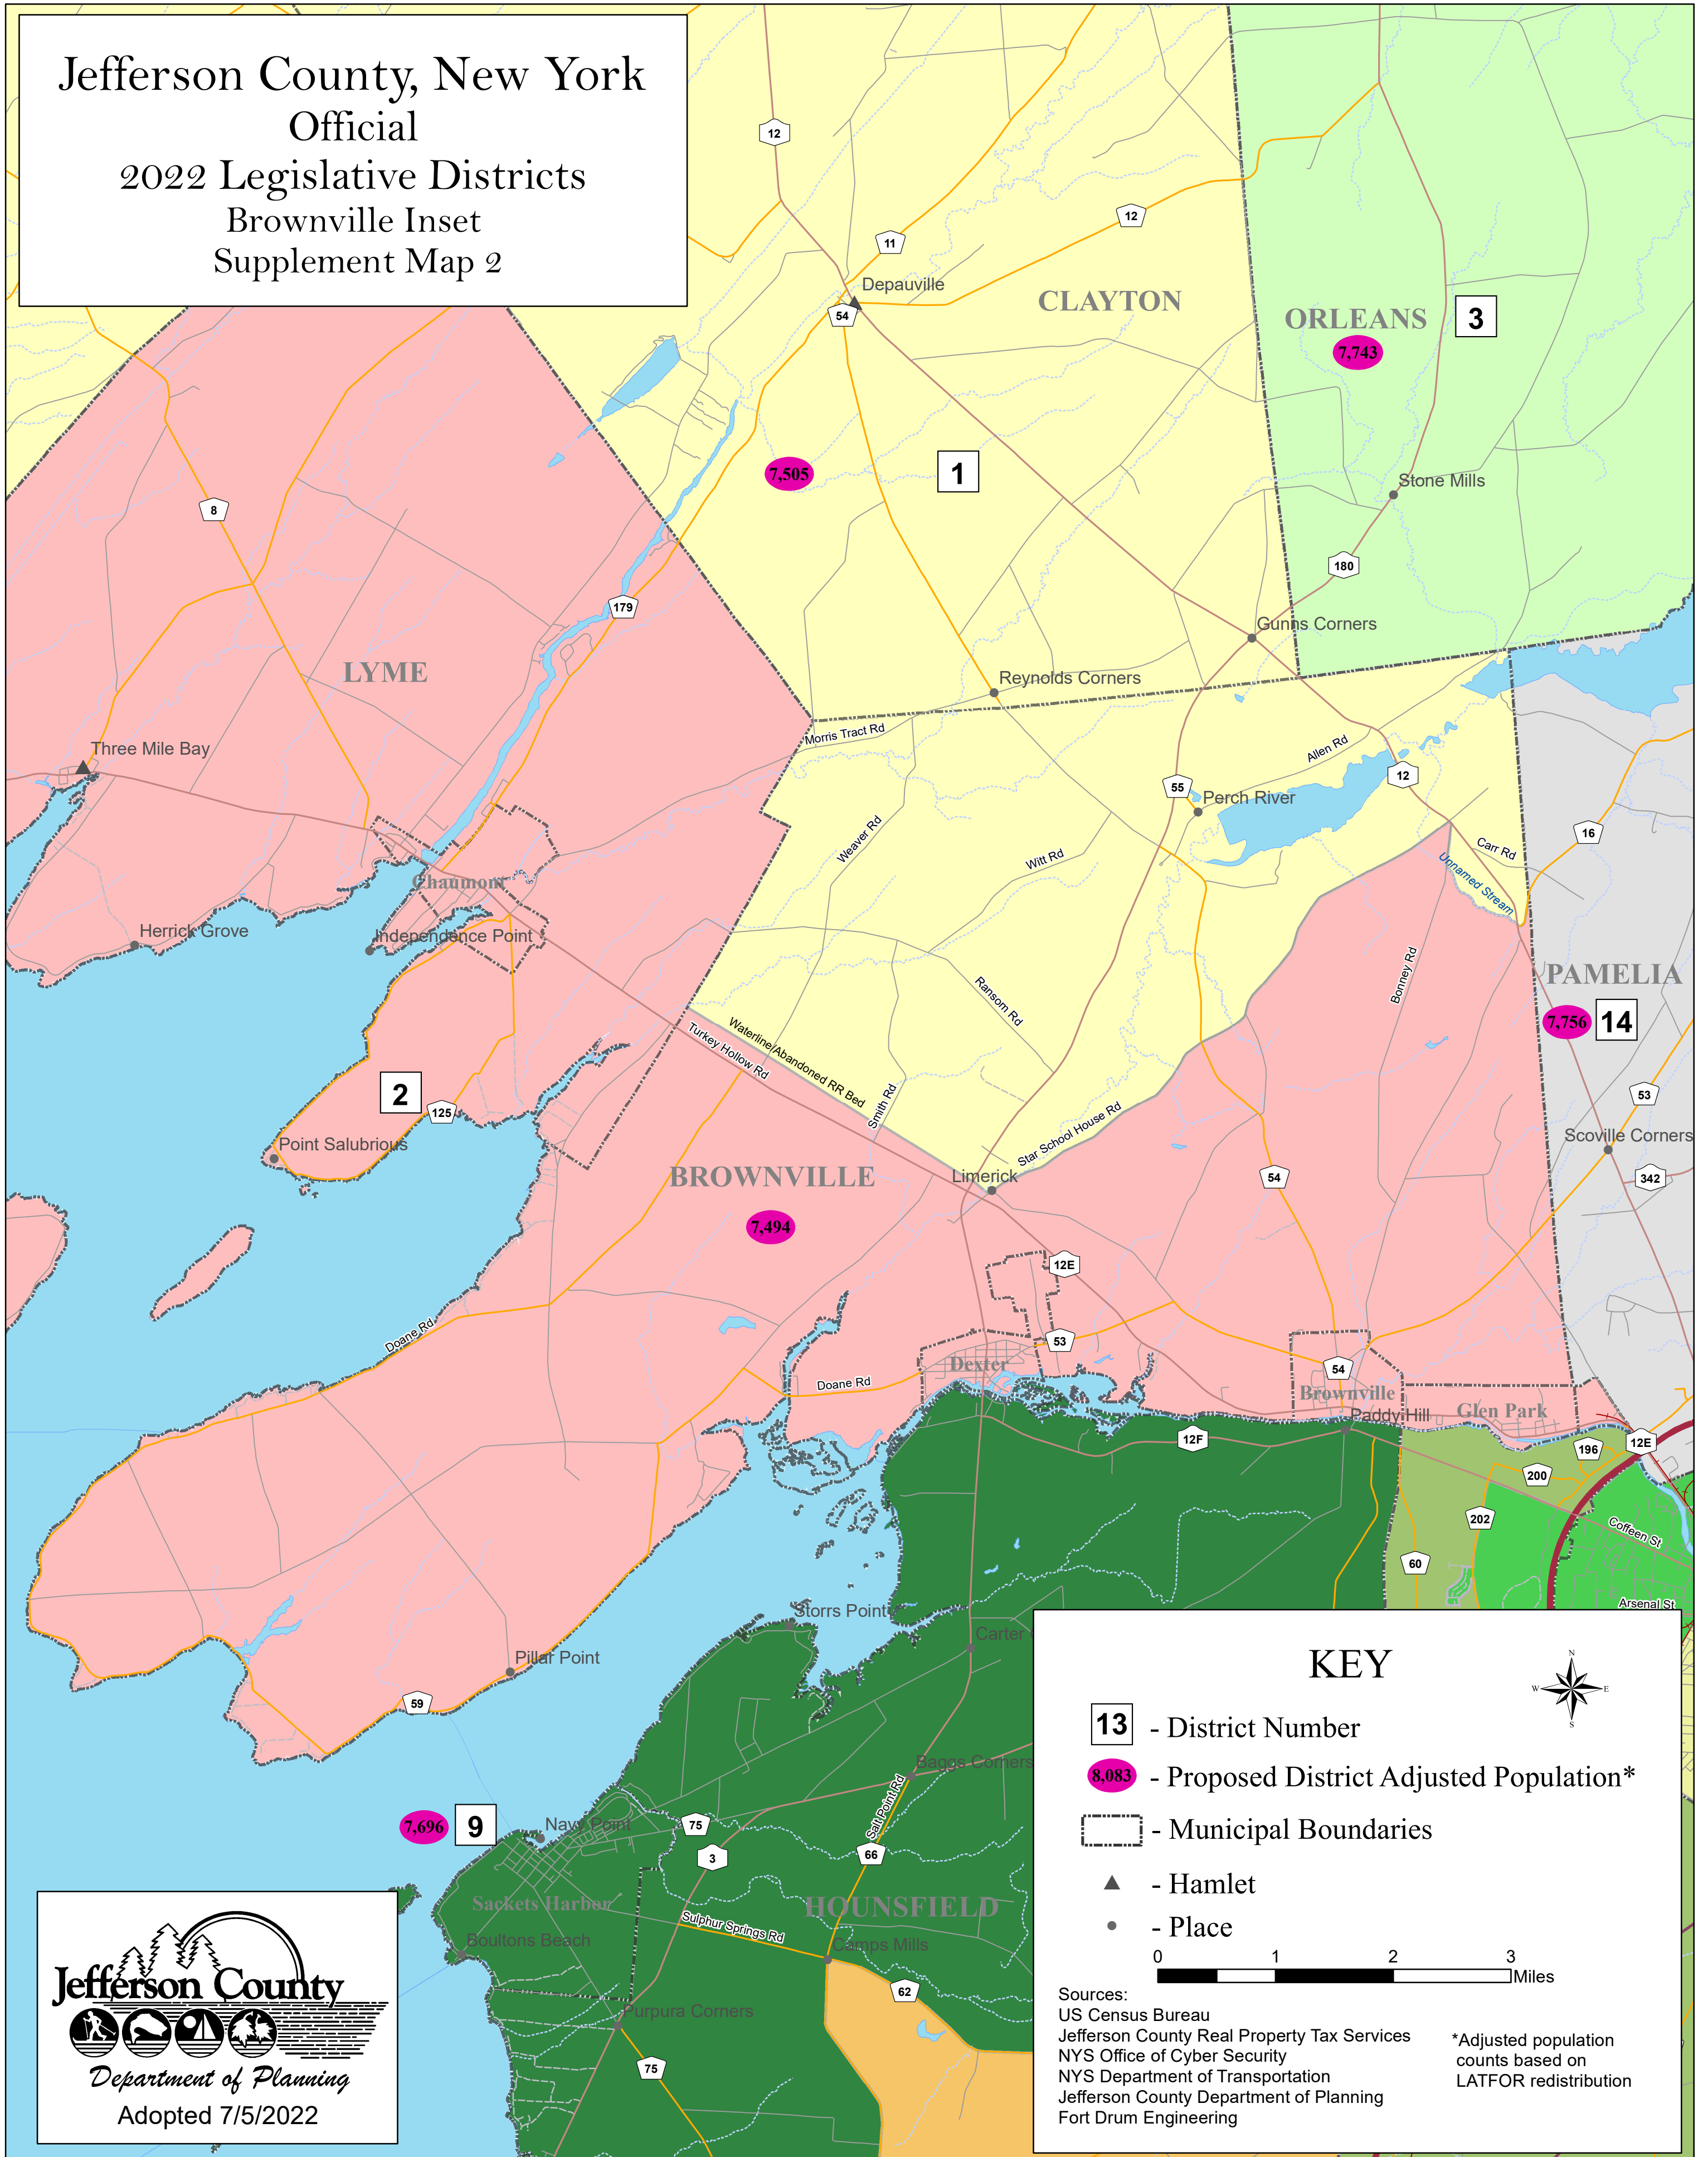 Jefferson County, New York
Official
2022 Legislative Districts
Brownville Inset
Supplement Map 2
12
11
12
Depauville
54
CLAYTON
ORLEANS
3
7,743
7,505
1
Stone Mills
8
180
179
Gunns Corners
LYME
Reynolds Corners
Morris Tract Rd
Allen Rd
Three Mile Bay
12
55
Perch River
16
Weaver Rd
Witt Rd
Carr Rd
Unnamed Stream
Chaumont
Herrick Grove
Independence Point
Bonney Rd
PAMELIA
Ransom Rd
7,756
14
Waterline/Abandoned RR Bed
Turkey Hollow Rd
2
125
Smith Rd
53
Star School House Rd
Scoville Corners
Point Salubrious
BROWNVILLE
Limerick
54
342
7,494
12E
Doane Rd
53
Dexter
54
Doane Rd
Brownville
Glen Park
Paddy Hill
12F
12E
196
200
202
Coffeen St
60
Arsenal St
Storrs Point
Carter
Pillar Point
59
Baggs Corners
Salt Point Rd
7,696
9
Navy Point
75
3
66
Sackets Harbor
HOUNSFIELD
Sulphur Springs Rd
Boultons Beach
Camps Mills
62
Purpura Corners
75
KEY
N
W
E
S
13 - District Number
8,083 - Proposed District Adjusted Population*
- Municipal Boundaries
- Hamlet
- Place
0 1 2 3
Miles
Sources:
US Census Bureau
Jefferson County Real Property Tax Services
NYS Office of Cyber Security
NYS Department of Transportation
Jefferson County Department of Planning
Fort Drum Engineering
*Adjusted population
counts based on
LATFOR redistribution
Jefferson County
Department of Planning
Adopted 7/5/2022